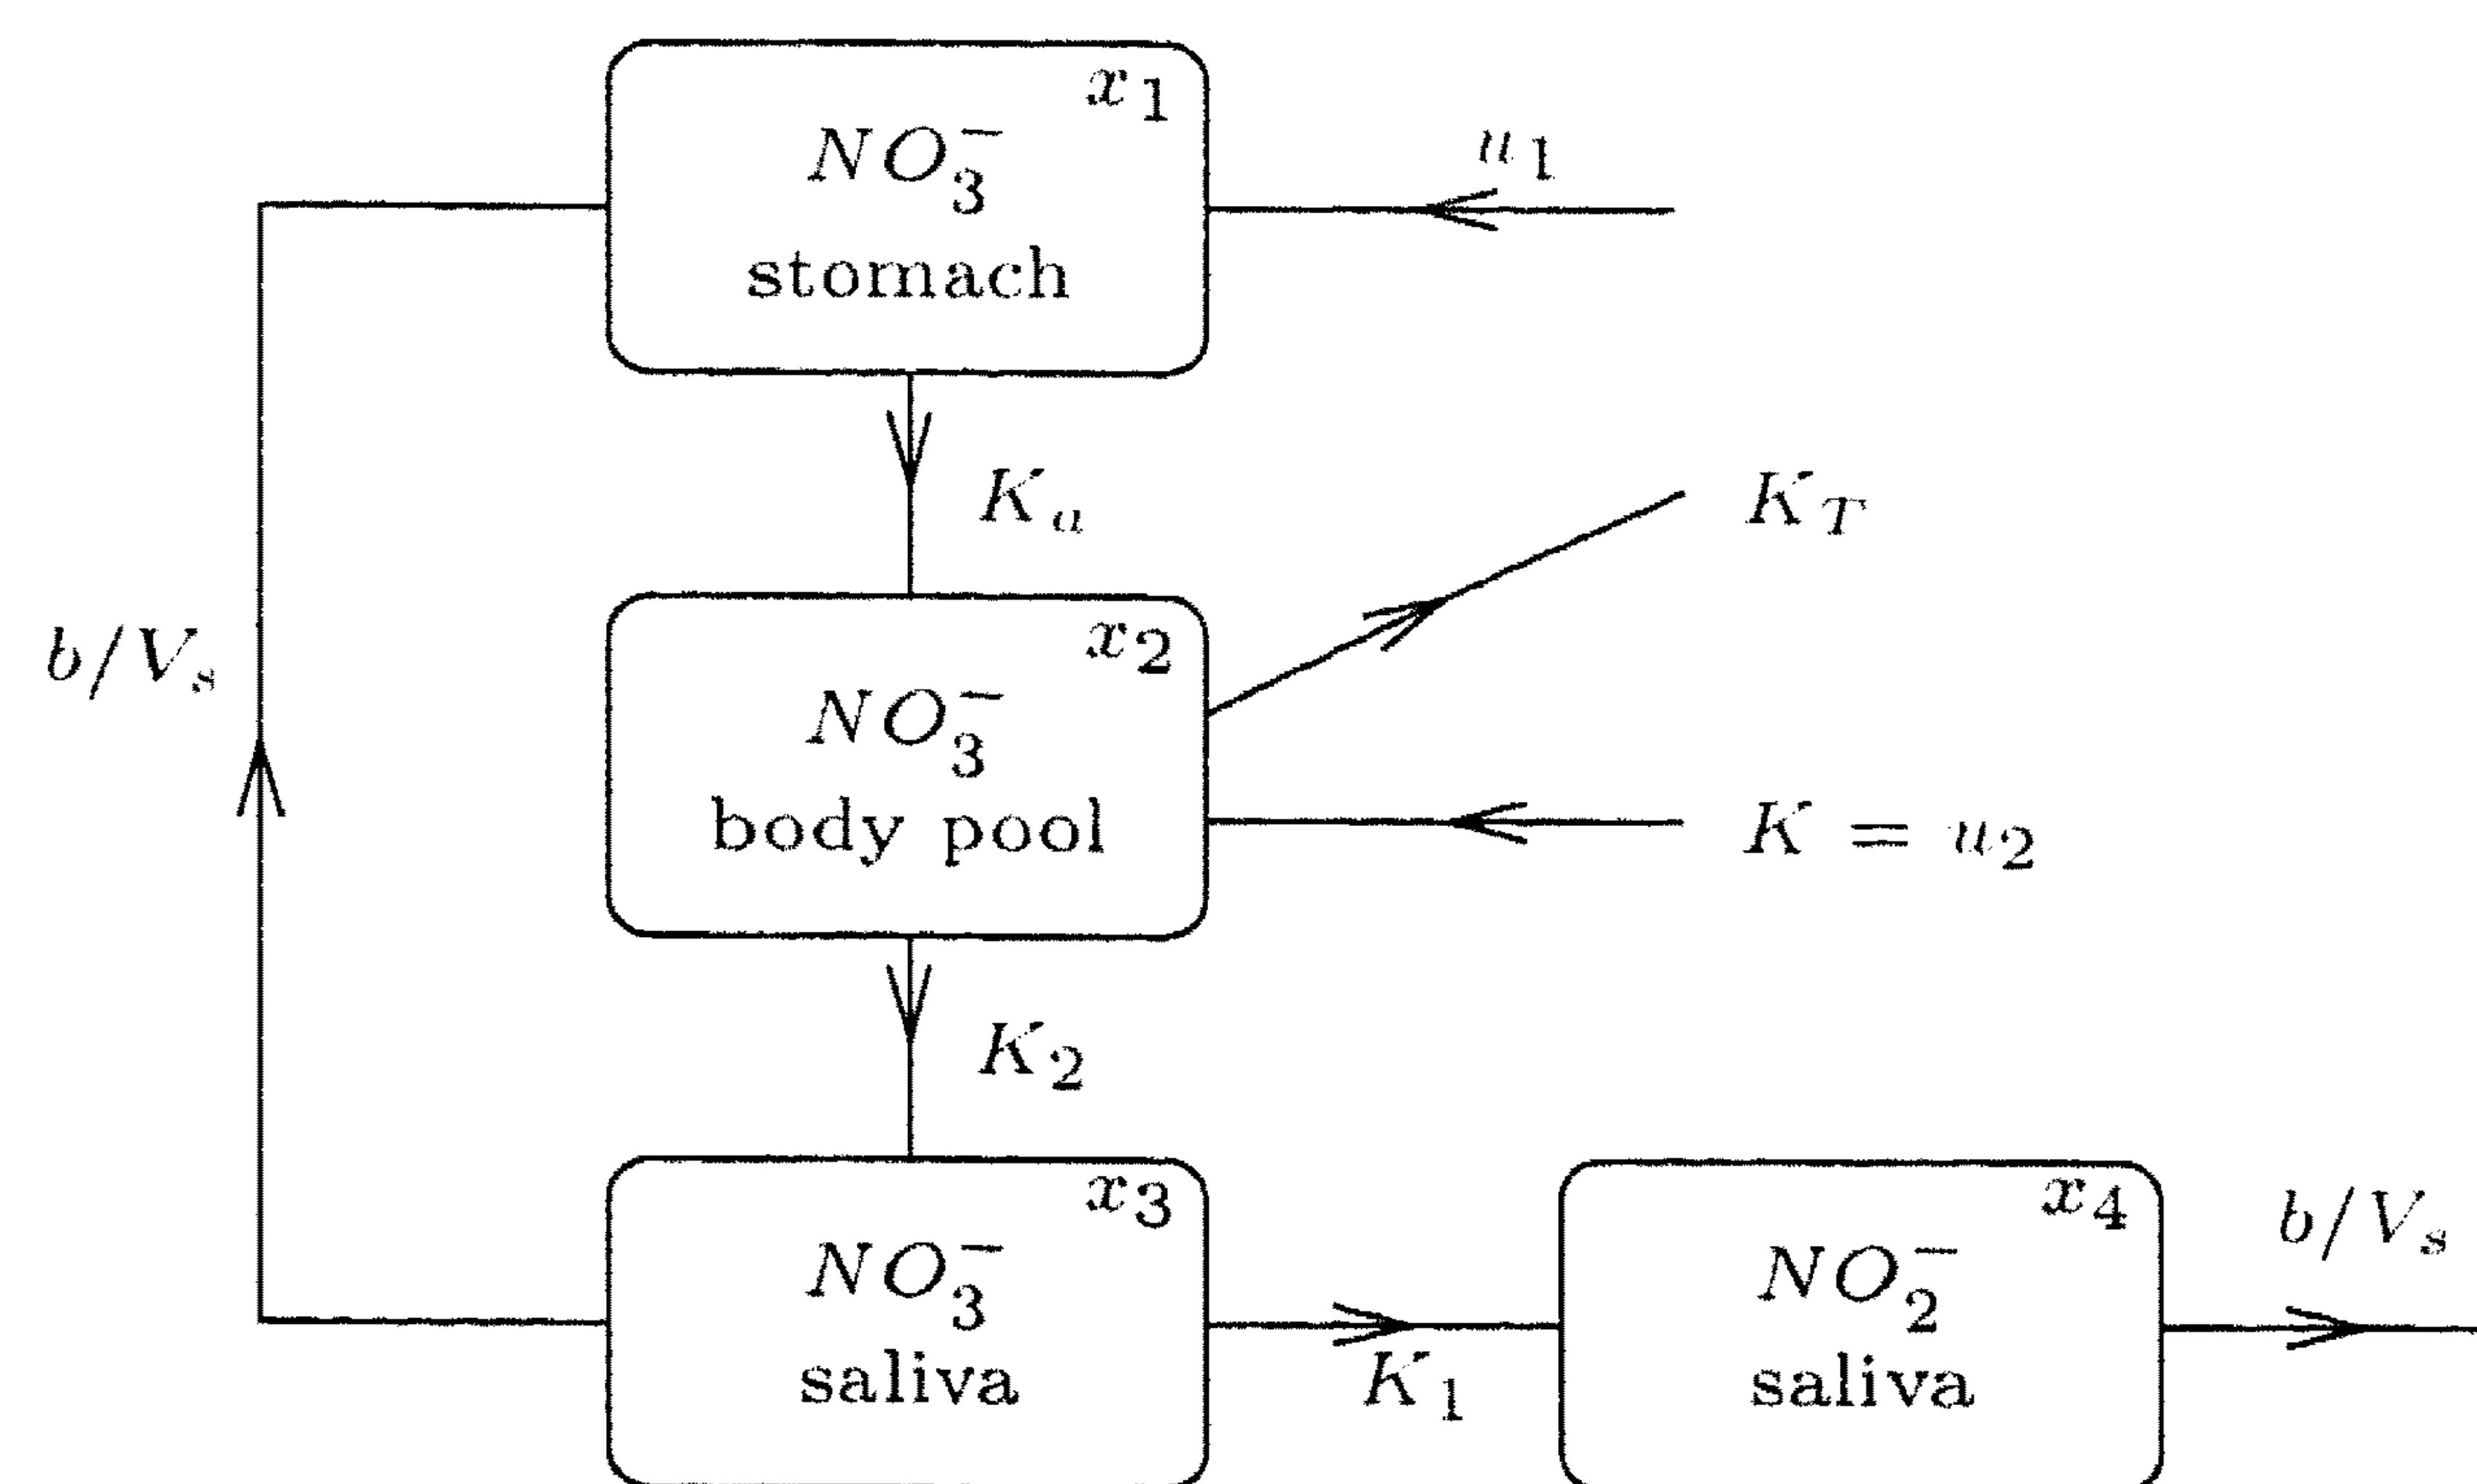 x₁
NO₃⁻
stomach
u₁
Kₐ
K_T
b/Vₛ
x₂
NO₃⁻
body pool
K = u₂
K₂
x₃
NO₃⁻
saliva
K₁
x₄
NO₂⁻
saliva
b/Vₛ